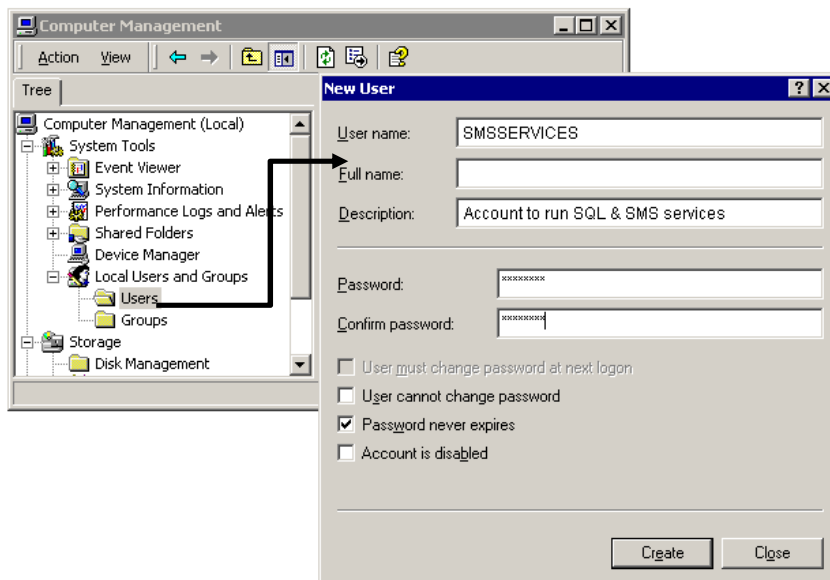 Computer Management
Action View
Tree
Computer Management (Local)
System Tools
Event Viewer
System Information
Performance Logs and Alerts
Shared Folders
Device Manager
Local Users and Groups
Users
Groups
Storage
Disk Management
New User
User name: SMSSERVICES
Full name:
Description: Account to run SQL & SMS services
Password: xxxxxxxx
Confirm password: xxxxxxxx
User must change password at next logon
User cannot change password
Password never expires
Account is disabled
Create Close